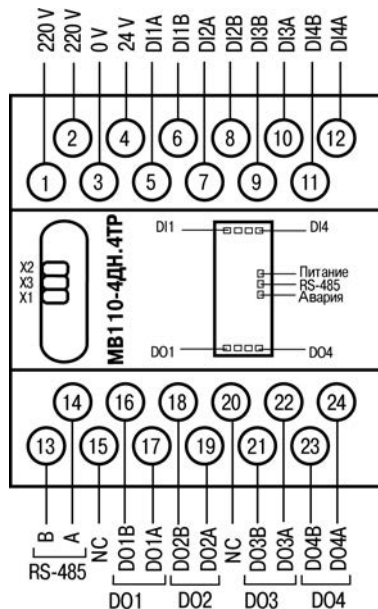 220 V
220 V
0 V
24 V
DI1A
DI1B
DI2A
DI2B
DI3B
DI3A
DI4B
DI4A
2 4 6 8 10 12
1 3 5 7 9 11
X2
X3
X1
МВ110-4ДН.4ТР
DI1 DI4
Питание
RS-485
Авария
DO1 DO4
14 16 18 20 22 24
13 15 17 19 21 23
B
A
NC
DO1B
DO1A
DO2B
DO2A
NC
DO3B
DO3A
DO4B
DO4A
RS-485
DO1 DO2 DO3 DO4